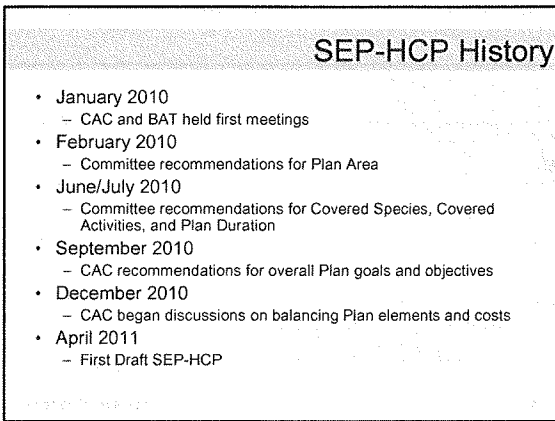 SEP-HCP History
• January 2010
– CAC and BAT held first meetings
• February 2010
– Committee recommendations for Plan Area
• June/July 2010
– Committee recommendations for Covered Species, Covered
Activities, and Plan Duration
• September 2010
– CAC recommendations for overall Plan goals and objectives
• December 2010
– CAC began discussions on balancing Plan elements and costs
• April 2011
– First Draft SEP-HCP